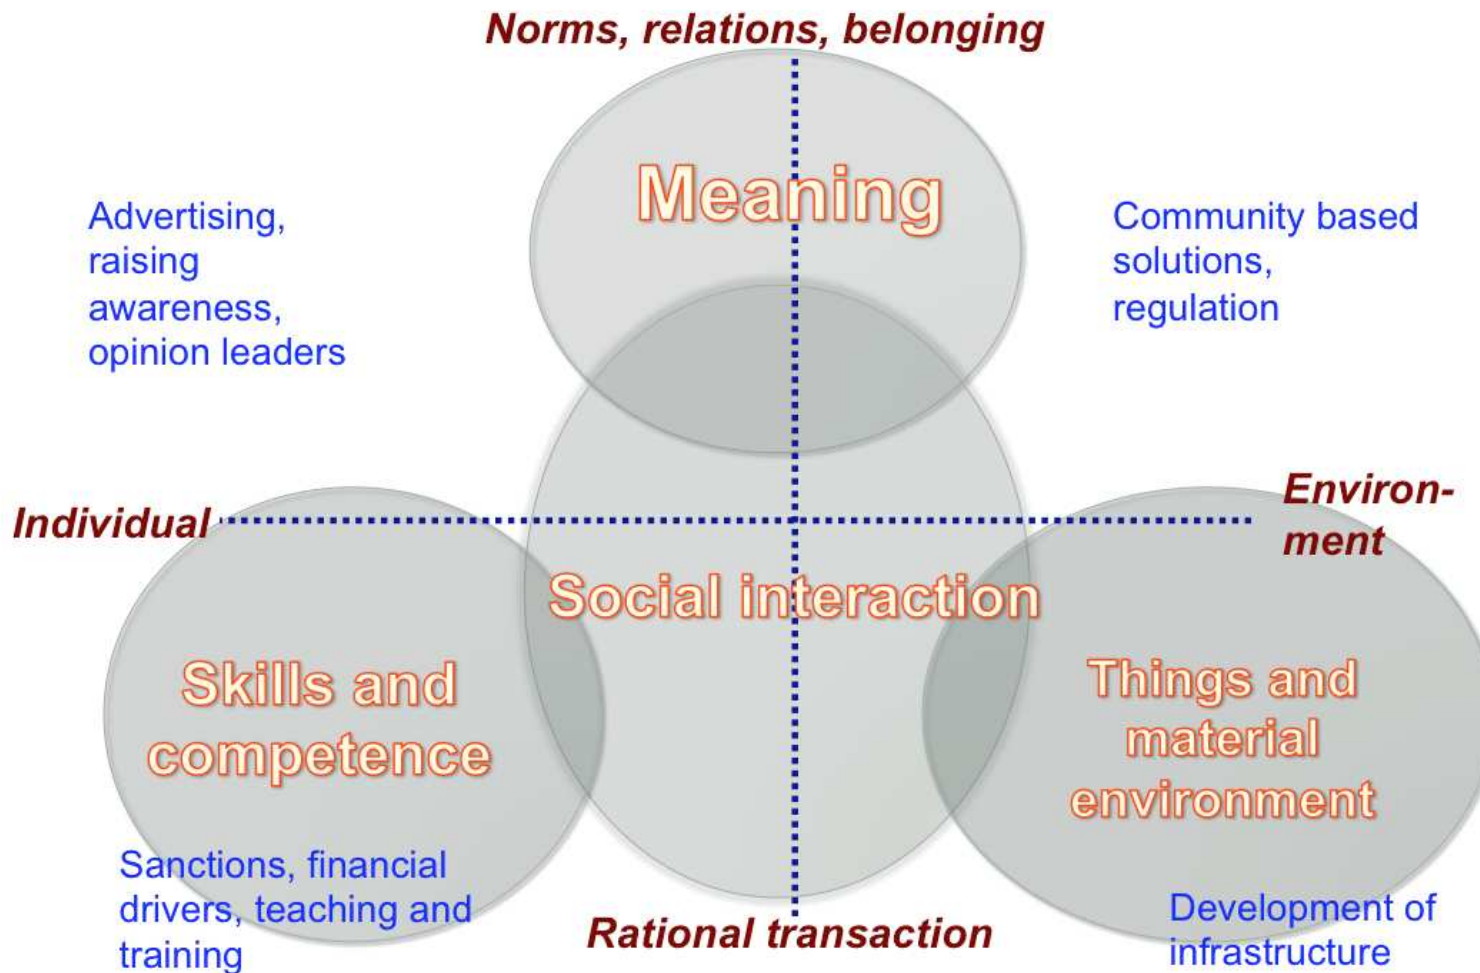 Norms, relations, belonging
Meaning
Advertising,
raising
awareness,
opinion leaders
Community based
solutions,
regulation
Individual
Environ-
ment
Social interaction
Skills and
competence
Things and
material
environment
Sanctions, financial
drivers, teaching and
training
Rational transaction
Development of
infrastructure